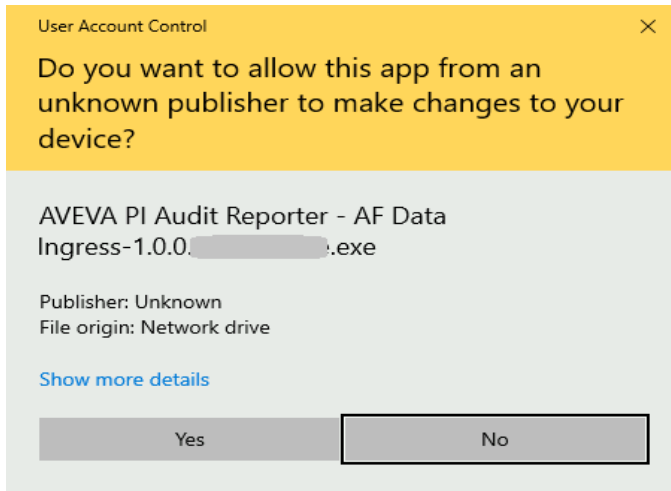 User Account Control
Do you want to allow this app from an
unknown publisher to make changes to your
device?
AVEVA PI Audit Reporter - AF Data
Ingress-1.0.0. .exe
Publisher: Unknown
File origin: Network drive
Show more details
Yes
No